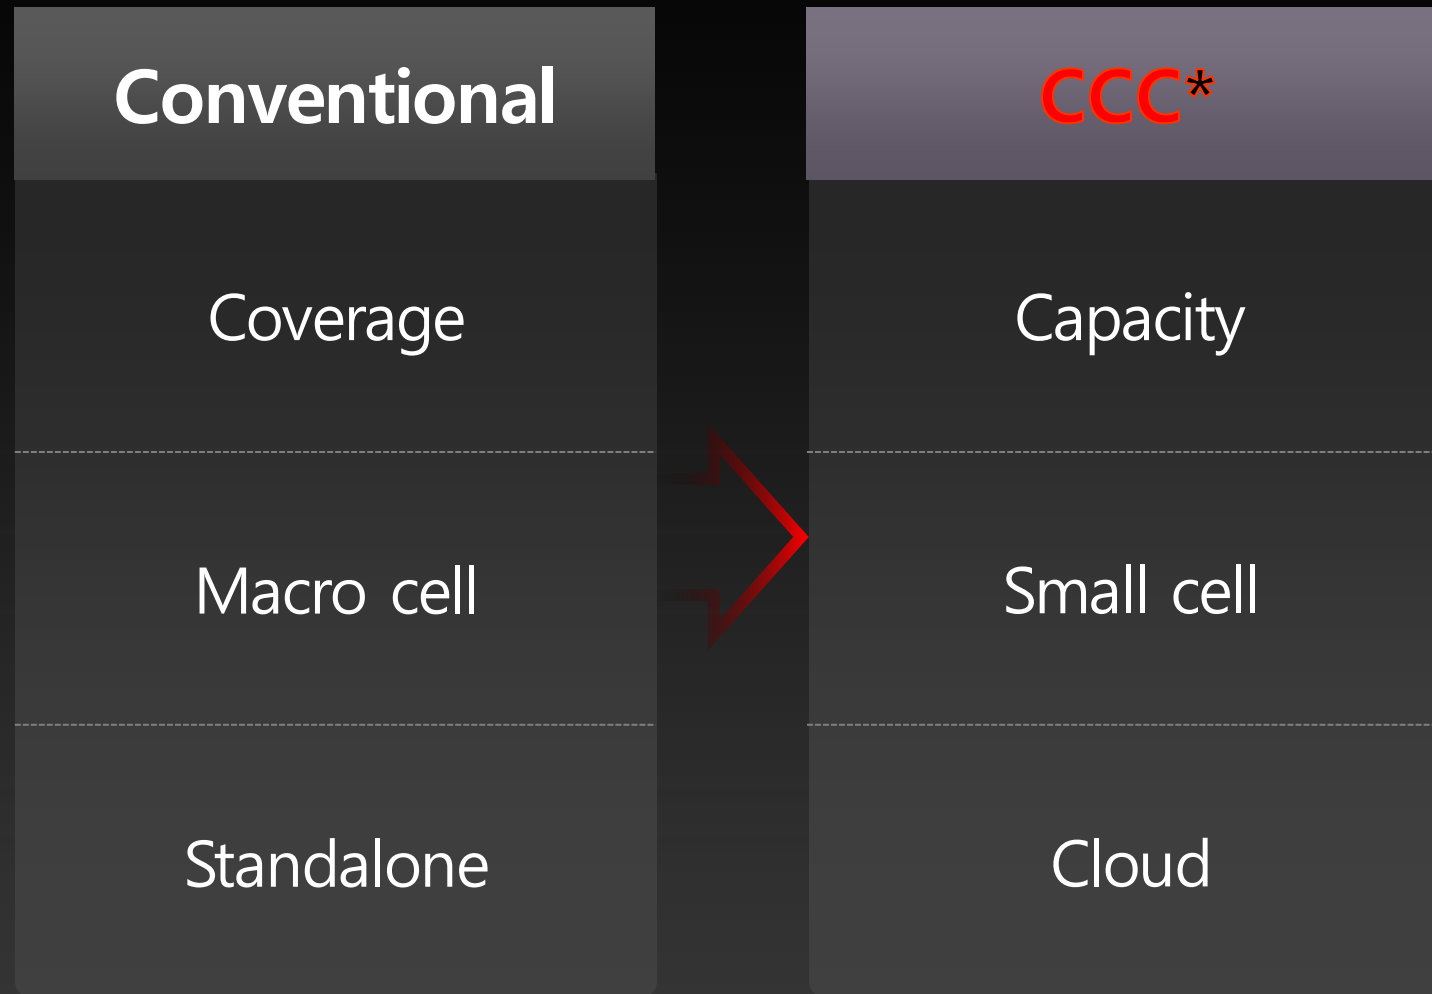 Conventional
CCC*
Coverage
Capacity
Macro cell
Small cell
Standalone
Cloud